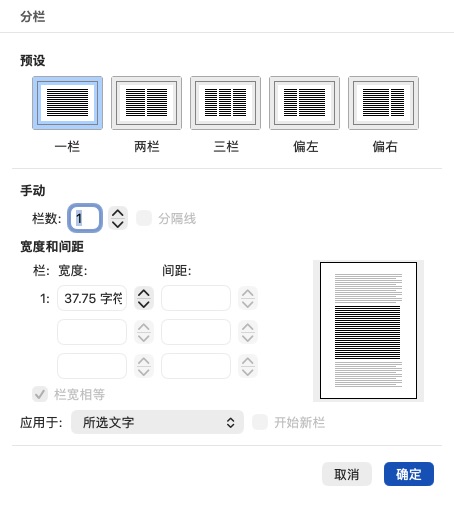 分栏
预设
一栏 两栏 三栏 偏左 偏右
手动
栏数: 1 分隔线
宽度和间距
栏: 宽度: 间距:
1: 37.75 字符
栏宽相等
应用于: 所选文字 开始新栏
取消 确定